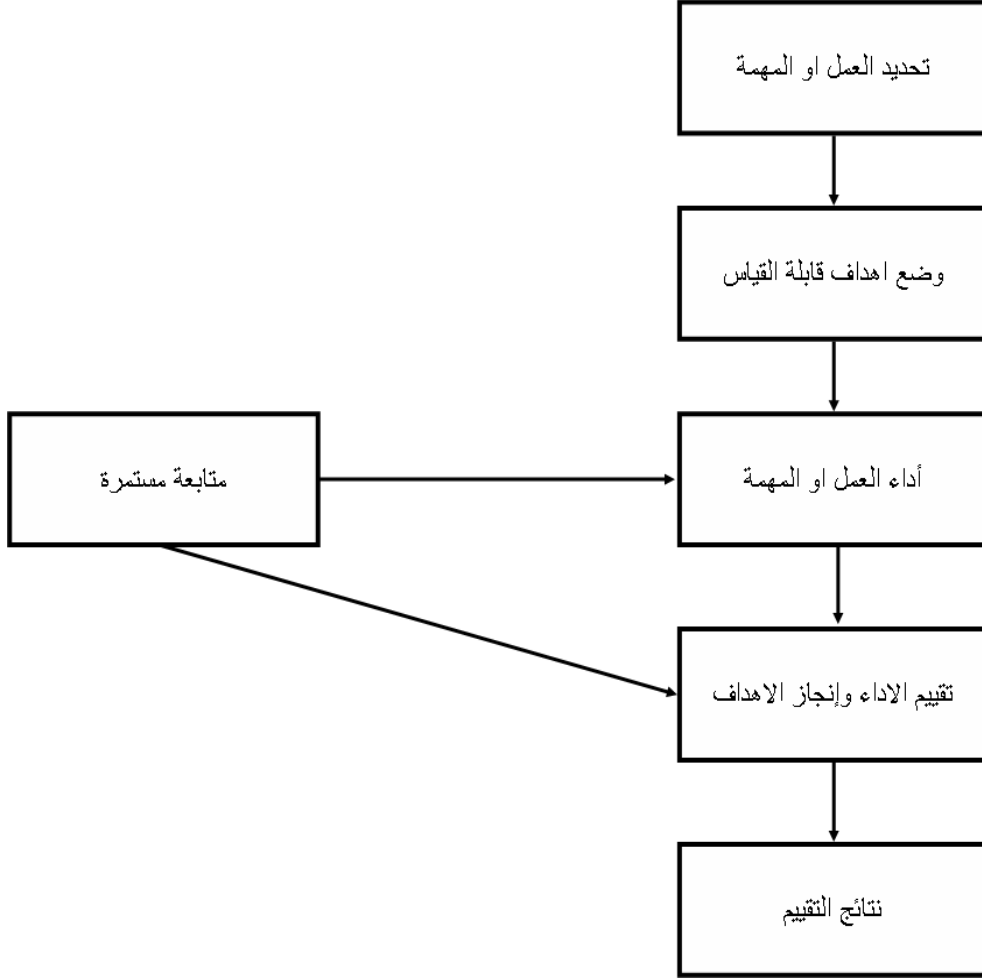 تحديد العمل او المهمة
وضع اهداف قابلة القياس
متابعة مستمرة
أداء العمل او المهمة
تقييم الاداء وإنجاز الاهداف
نتائج التقييم